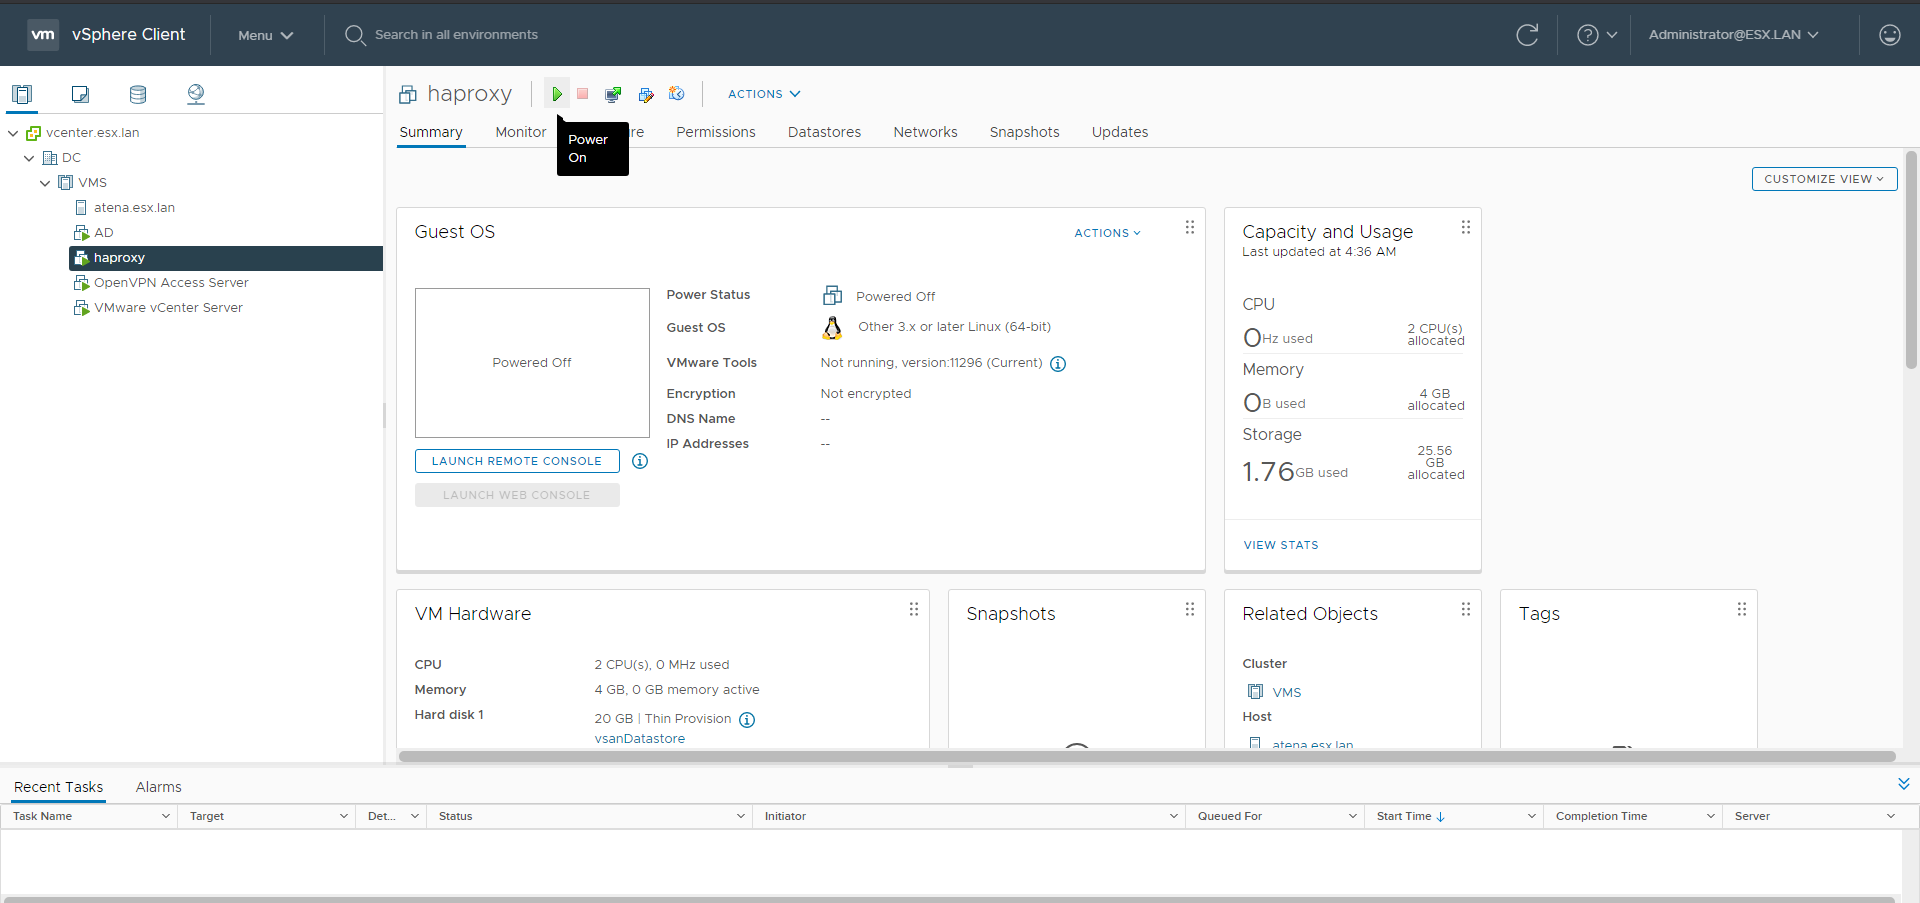 vm vSphere Client Menu Search in all environments Administrator@ESX.LAN
haproxy ACTIONS
Power On
Summary Monitor re Permissions Datastores Networks Snapshots Updates
vcenter.esx.lan
DC
VMS
atena.esx.lan
AD
haproxy
OpenVPN Access Server
VMware vCenter Server
CUSTOMIZE VIEW
Guest OS ACTIONS
Powered Off
LAUNCH REMOTE CONSOLE
LAUNCH WEB CONSOLE
Power Status Powered Off
Guest OS Other 3.x or later Linux (64-bit)
VMware Tools Not running, version:11296 (Current)
Encryption Not encrypted
DNS Name --
IP Addresses --
Capacity and Usage
Last updated at 4:36 AM
CPU
0 Hz used 2 CPU(s) allocated
Memory
0 B used 4 GB allocated
Storage
1.76 GB used 25.56 GB allocated
VIEW STATS
VM Hardware
CPU 2 CPU(s), 0 MHz used
Memory 4 GB, 0 GB memory active
Hard disk 1 20 GB | Thin Provision
vsanDatastore
Snapshots
Related Objects
Cluster
VMS
Host
atena.esx.lan
Tags
Recent Tasks Alarms
Task Name Target Det... Status Initiator Queued For Start Time Completion Time Server